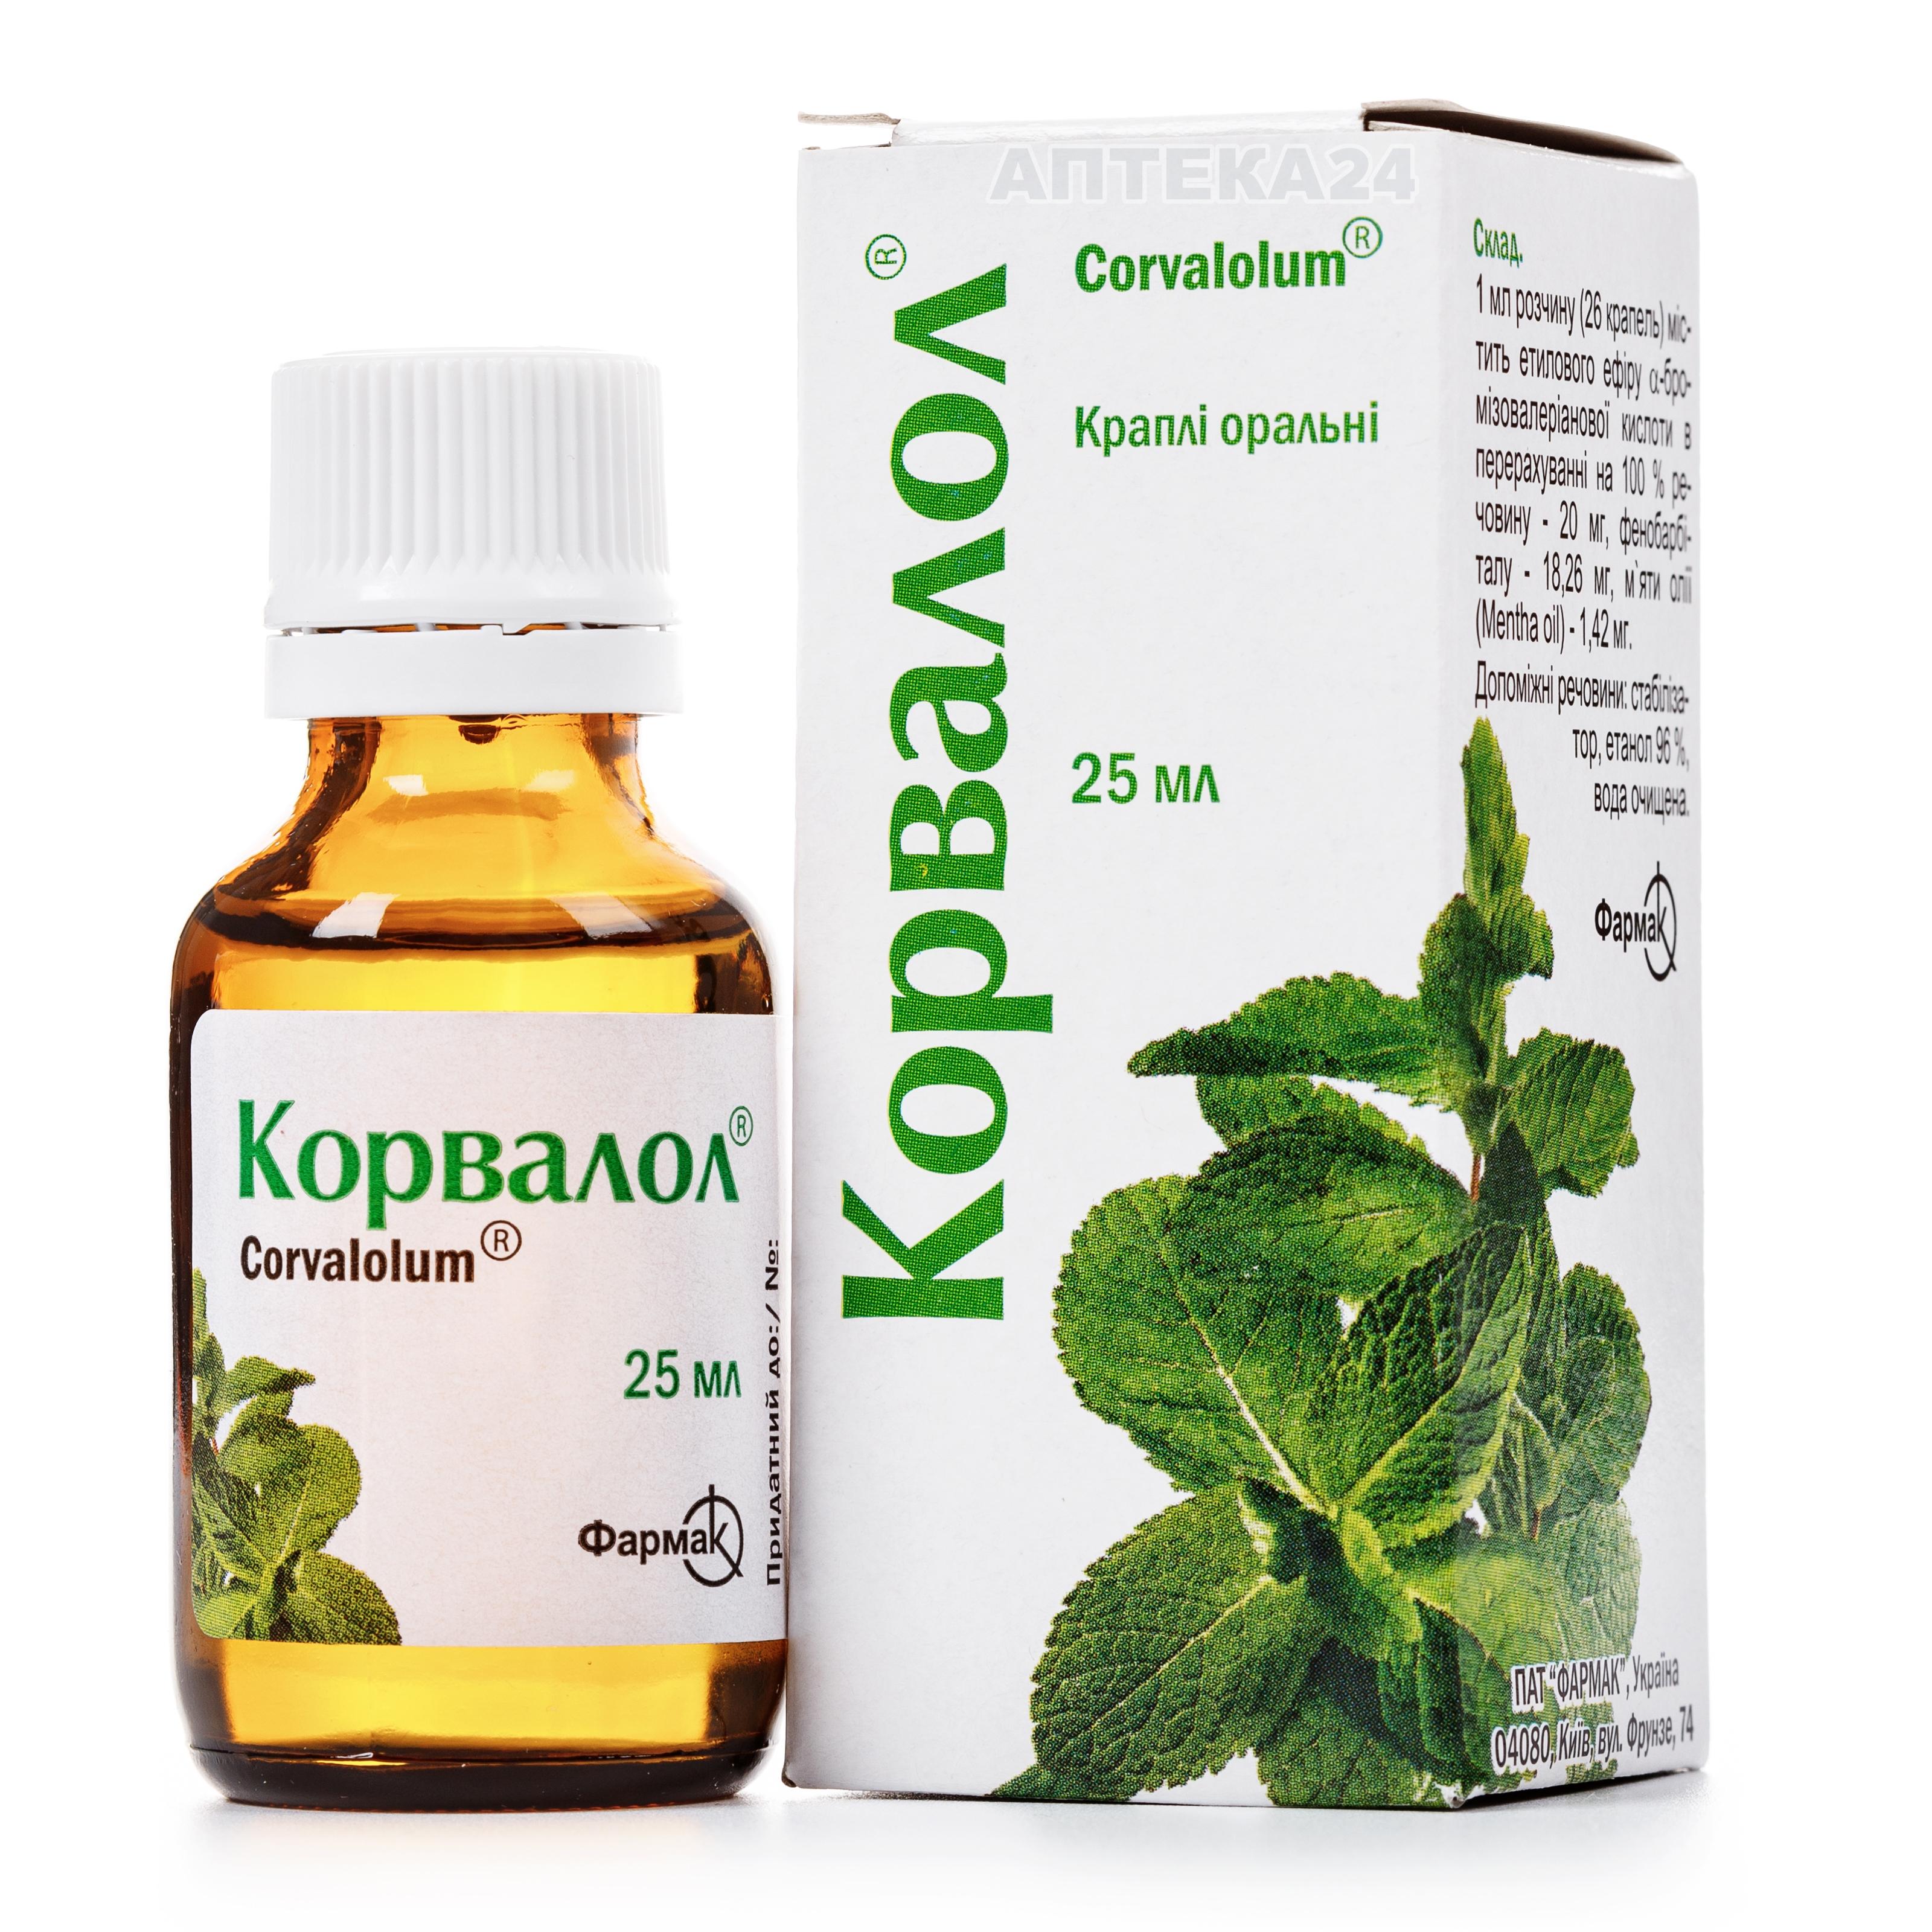 АПТЕКА24
Корвалол®
Corvalolum®
Краплі оральні
25 мл
Склад.
1 мл розчину (26 крапель) міс-
тить етилового ефіру α-бро-
мізовалеріанової кислоти в
перерахуванні на 100 % ре-
човину - 20 мг, фенобарбі-
талу - 18,26 мг, м`яти олії
(Mentha oil) - 1,42 мг.
Допоміжні речовини: стабіліза-
тор, етанол 96 %,
вода очищена.
Фармак
ПАТ “ФАРМАК”, Україна
04080, Київ, вул. Фрунзе, 74
Корвалол®
Corvalolum®
25 мл
Фармак
Придатний до:/ №: